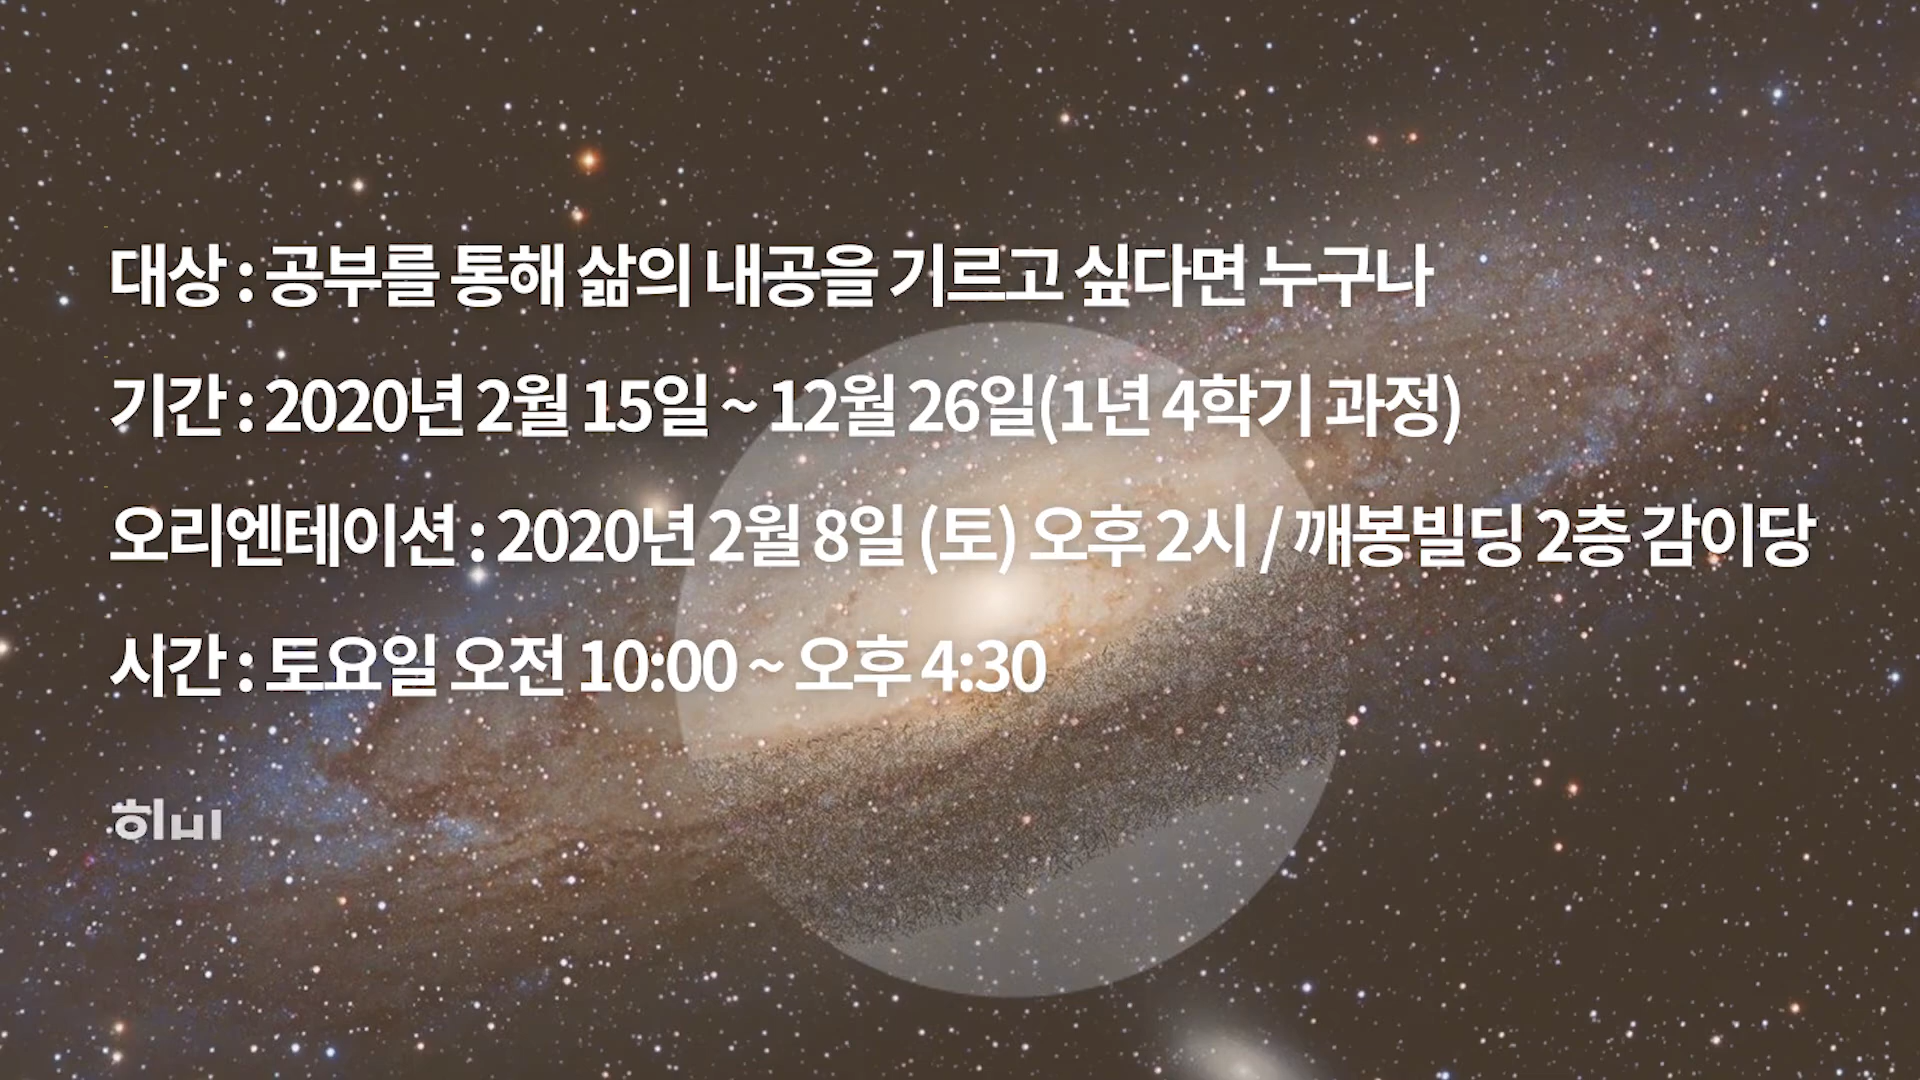 대상 : 공부를 통해 삶의 내공을 기르고 싶다면 누구나
기간 : 2020년 2월 15일 ~ 12월 26일(1년 4학기 과정)
오리엔테이션 : 2020년 2월 8일 (토) 오후 2시 / 깨봉빌딩 2층 감이당
시간 : 토요일 오전 10:00 ~ 오후 4:30